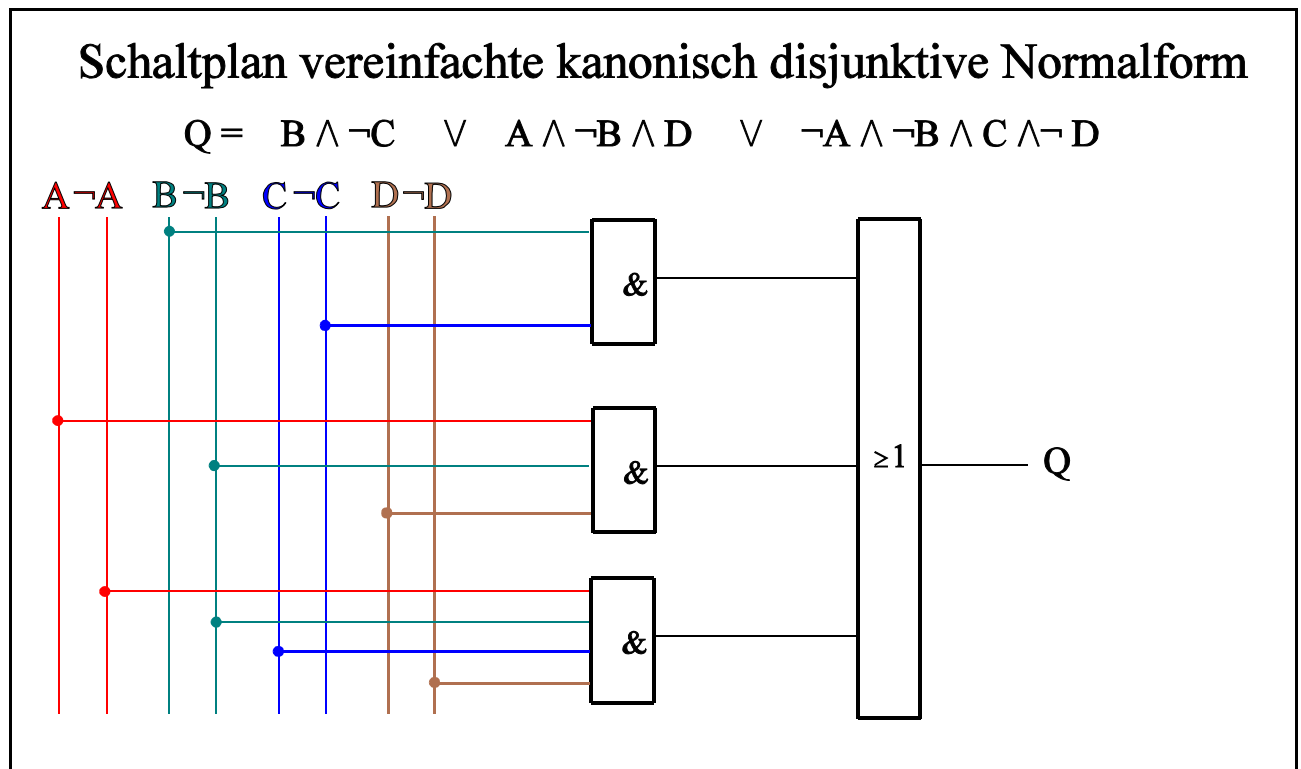 Schaltplan vereinfachte kanonisch disjunktive Normalform
Q = B ∧ ¬C ∨ A ∧ ¬B ∧ D ∨ ¬A ∧ ¬B ∧ C ∧¬ D
A ¬A B ¬B C ¬C D ¬D
&
≥1 Q
&
&